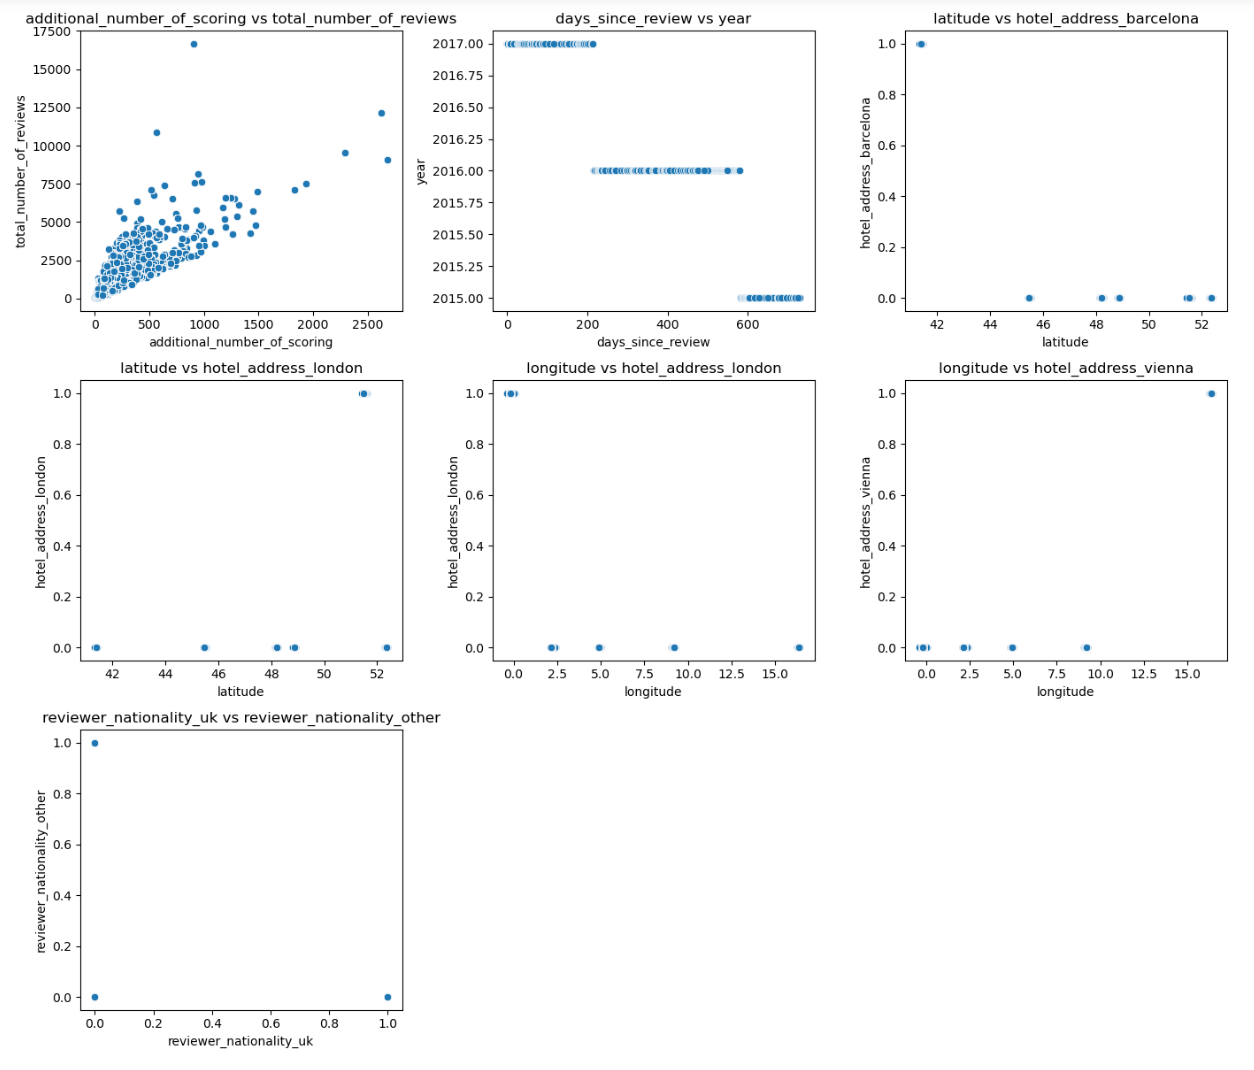 additional_number_of_scoring vs total_number_of_reviews
total_number_of_reviews
17500
15000
12500
10000
7500
5000
2500
0
0 500 1000 1500 2000 2500
additional_number_of_scoring
days_since_review vs year
year
2017.00
2016.75
2016.50
2016.25
2016.00
2015.75
2015.50
2015.25
2015.00
0 200 400 600
days_since_review
latitude vs hotel_address_barcelona
hotel_address_barcelona
1.0
0.8
0.6
0.4
0.2
0.0
42 44 46 48 50 52
latitude
latitude vs hotel_address_london
hotel_address_london
1.0
0.8
0.6
0.4
0.2
0.0
42 44 46 48 50 52
latitude
longitude vs hotel_address_london
hotel_address_london
1.0
0.8
0.6
0.4
0.2
0.0
0.0 2.5 5.0 7.5 10.0 12.5 15.0
longitude
longitude vs hotel_address_vienna
hotel_address_vienna
1.0
0.8
0.6
0.4
0.2
0.0
0.0 2.5 5.0 7.5 10.0 12.5 15.0
longitude
reviewer_nationality_uk vs reviewer_nationality_other
reviewer_nationality_other
1.0
0.8
0.6
0.4
0.2
0.0
0.0 0.2 0.4 0.6 0.8 1.0
reviewer_nationality_uk